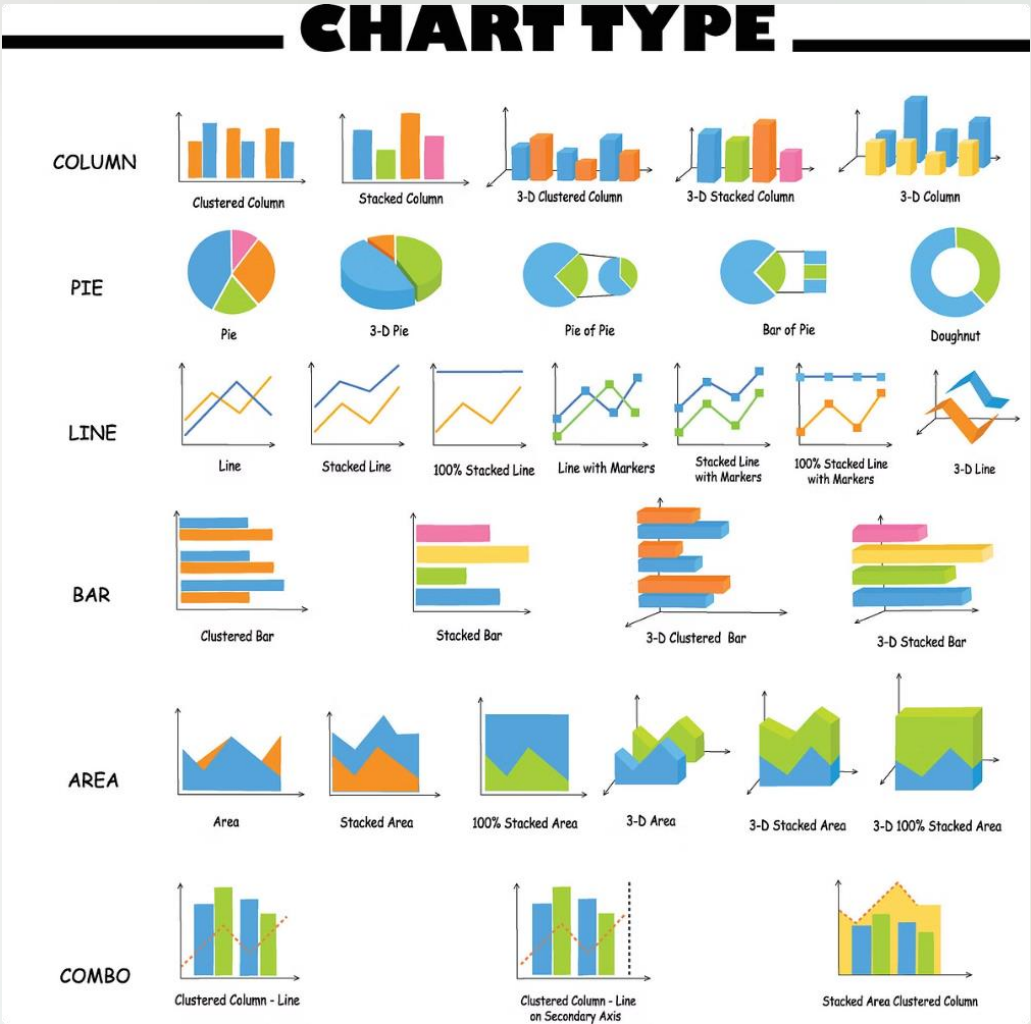 CHART TYPE
COLUMN
Clustered Column
Stacked Column
3-D Clustered Column
3-D Stacked Column
3-D Column
PIE
Pie
3-D Pie
Pie of Pie
Bar of Pie
Doughnut
LINE
Line
Stacked Line
100% Stacked Line
Line with Markers
Stacked Line
with Markers
100% Stacked Line
with Markers
3-D Line
BAR
Clustered Bar
Stacked Bar
3-D Clustered Bar
3-D Stacked Bar
AREA
Area
Stacked Area
100% Stacked Area
3-D Area
3-D Stacked Area
3-D 100% Stacked Area
COMBO
Clustered Column - Line
Clustered Column - Line
on Secondary Axis
Stacked Area Clustered Column